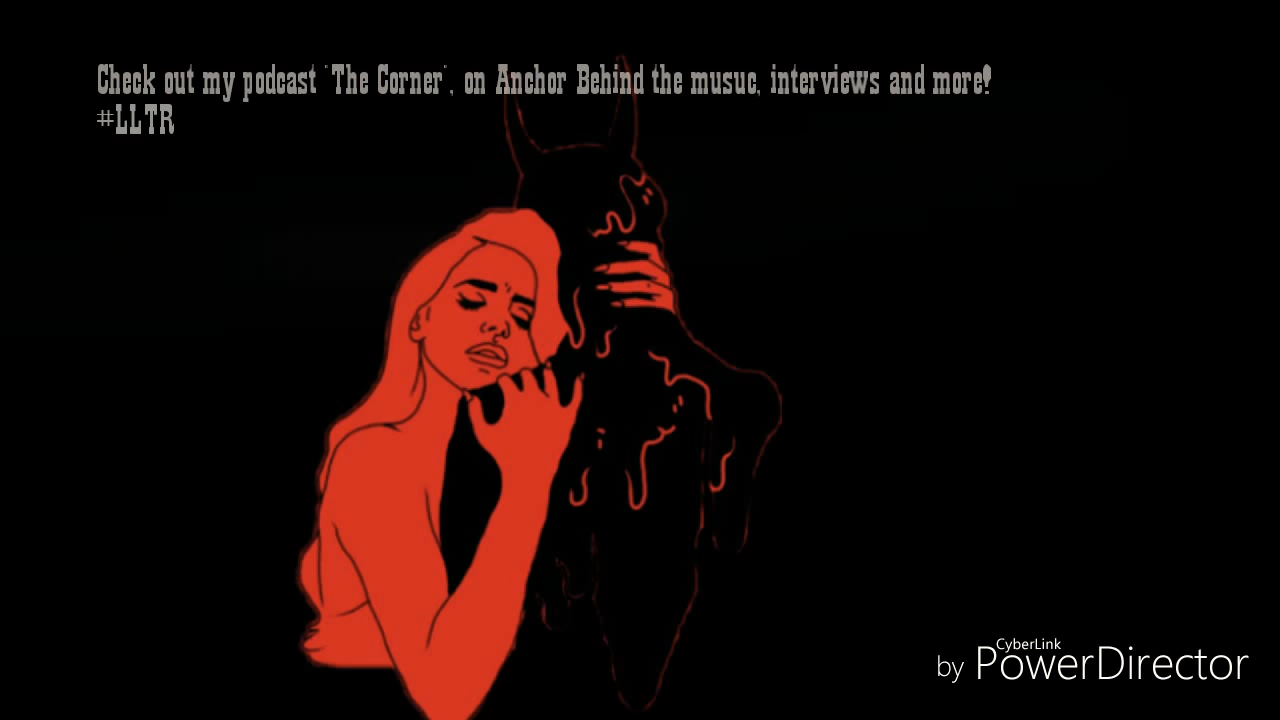 Check out my podcast "The Corner", on Anchor Behind the musuc, interviews and more!
#LLTR
CyberLink
by PowerDirector